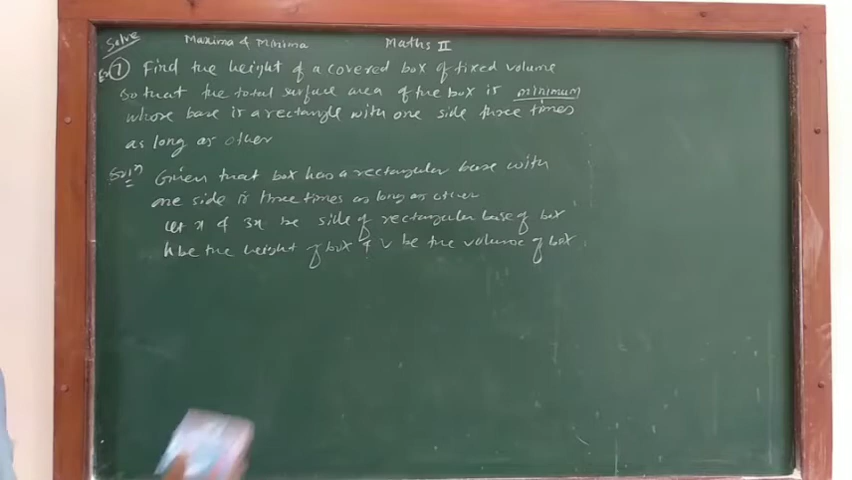 Solve Maxima & Minima Maths II
Ex 7 Find the height of a covered box of fixed volume
so that the total surface area of the box is minimum
whose base is a rectangle with one side three times
as long as other
Sol^n Given that box has a rectangular base with
one side is three times as long as other
let x & 3x be side of rectangular base of box
h be the height of box & V be the volume of box